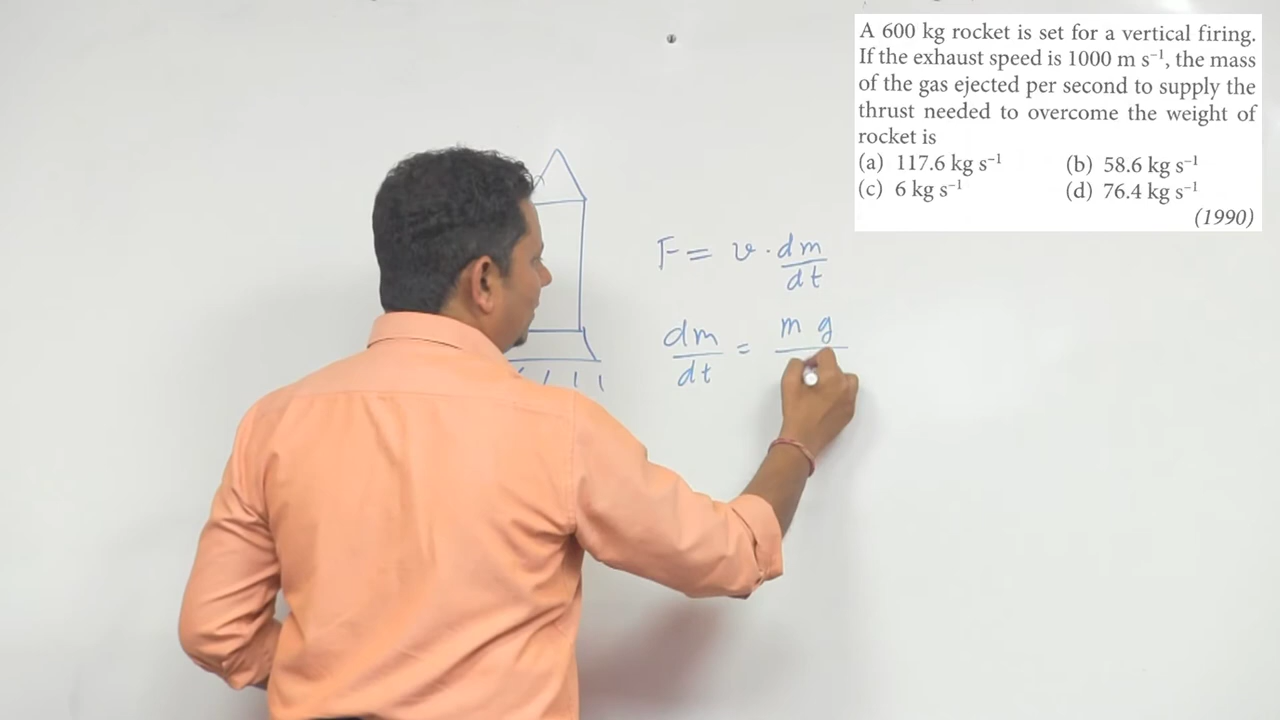 A 600 kg rocket is set for a vertical firing.
If the exhaust speed is 1000 m s⁻¹, the mass
of the gas ejected per second to supply the
thrust needed to overcome the weight of
rocket is
(a) 117.6 kg s⁻¹ (b) 58.6 kg s⁻¹
(c) 6 kg s⁻¹ (d) 76.4 kg s⁻¹
(1990)
F = v · dm/dt
dm/dt = m g